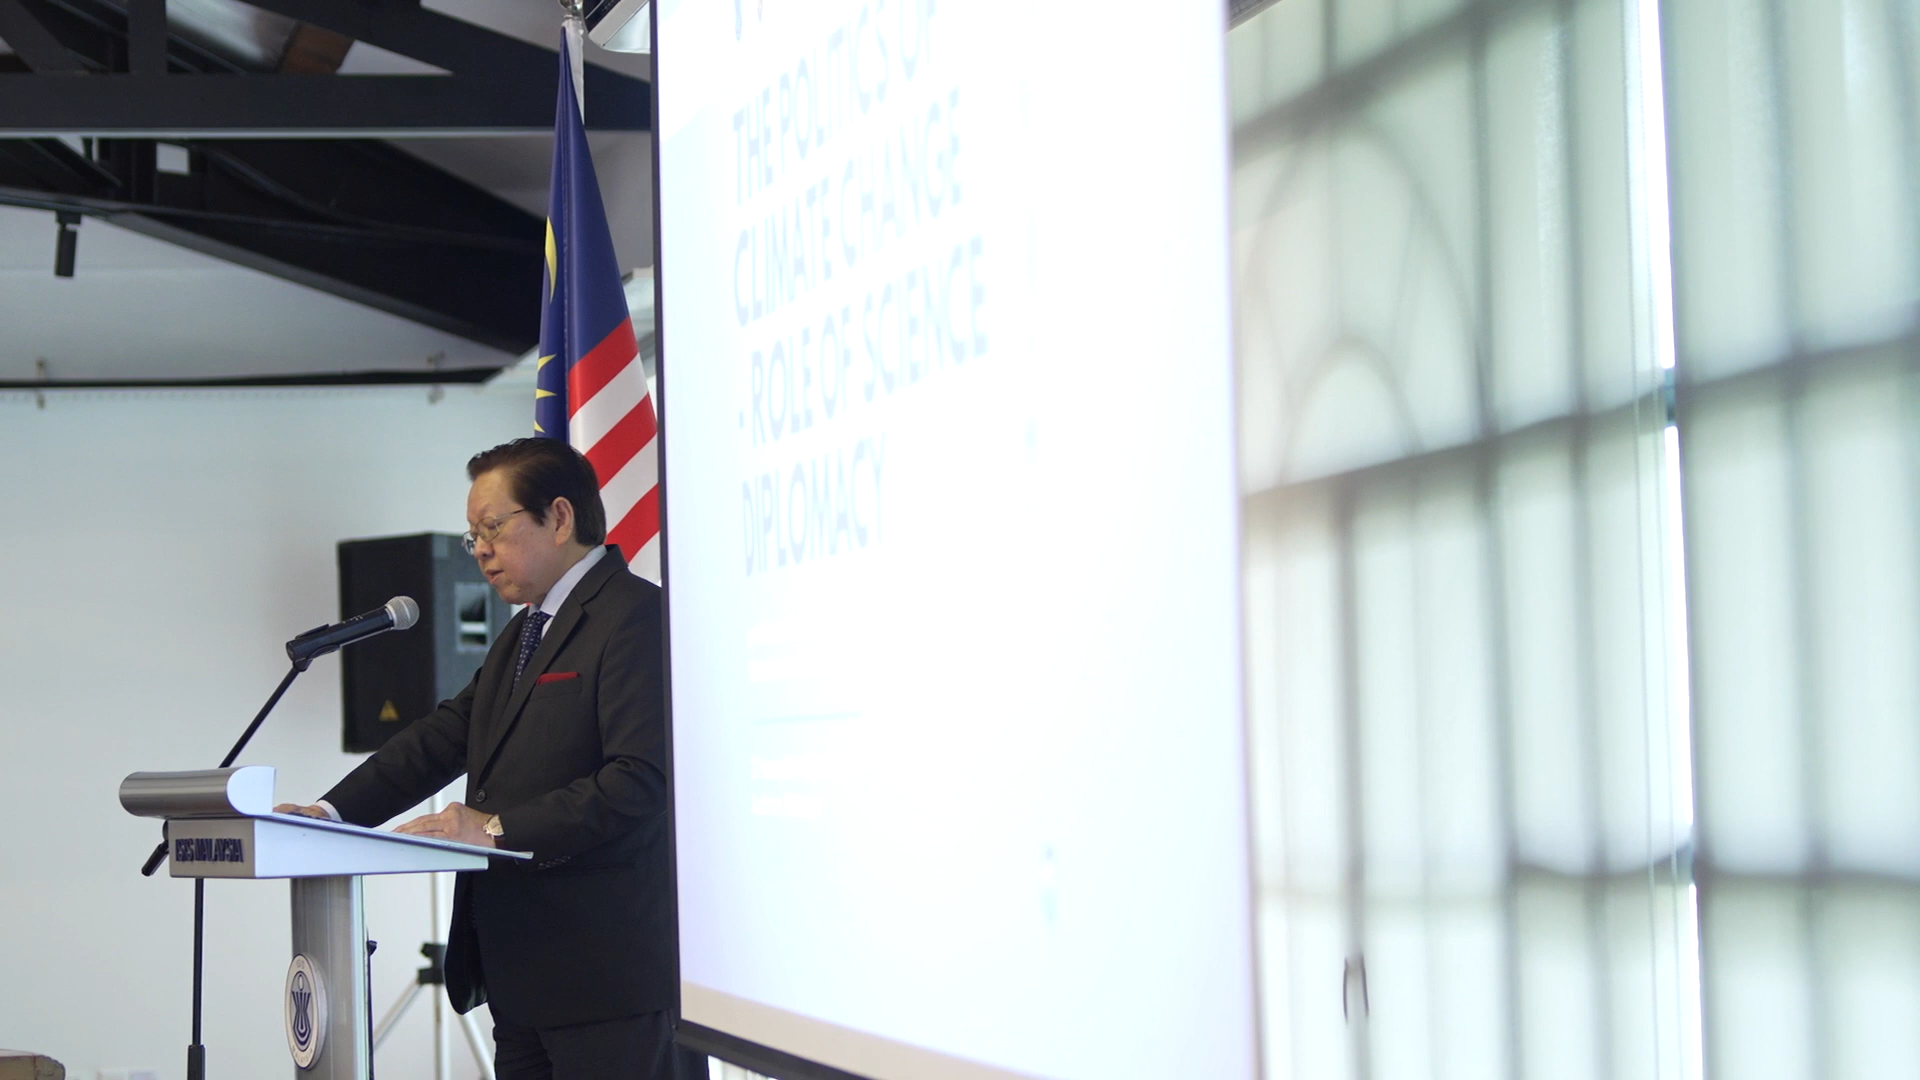 THE POLITICS OF
CLIMATE CHANGE
- ROLE OF SCIENCE
DIPLOMACY
ISIS MALAYSIA